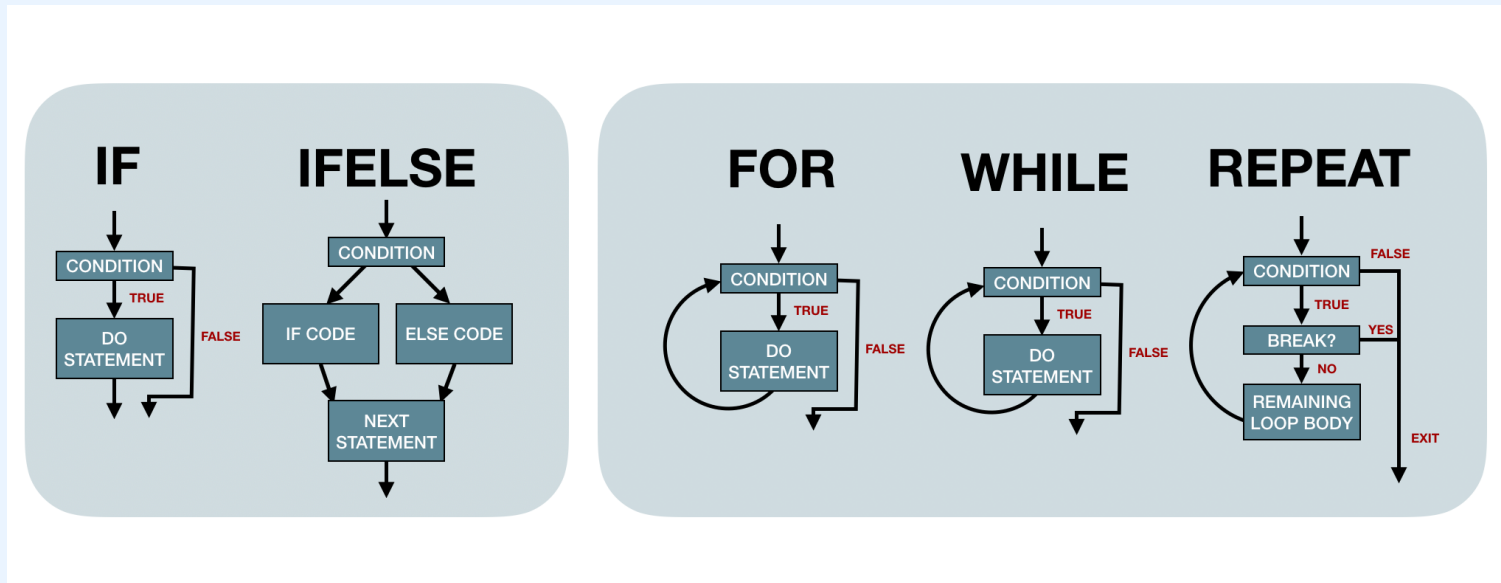 IF
CONDITION
TRUE
DO
STATEMENT
FALSE
IFELSE
CONDITION
IF CODE
ELSE CODE
NEXT
STATEMENT
FOR
CONDITION
TRUE
DO
STATEMENT
FALSE
WHILE
CONDITION
TRUE
DO
STATEMENT
FALSE
REPEAT
FALSE
CONDITION
TRUE
YES
BREAK?
NO
REMAINING
LOOP BODY
EXIT